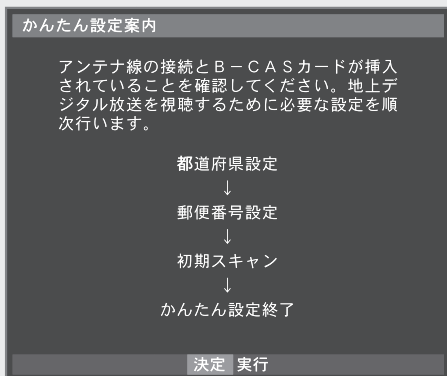 かんたん設定案内
アンテナ線の接続とB－CASカードが挿入
されていることを確認してください。地上デ
ジタル放送を視聴するために必要な設定を順
次行います。
都道府県設定
↓
郵便番号設定
↓
初期スキャン
↓
かんたん設定終了
決定 実行